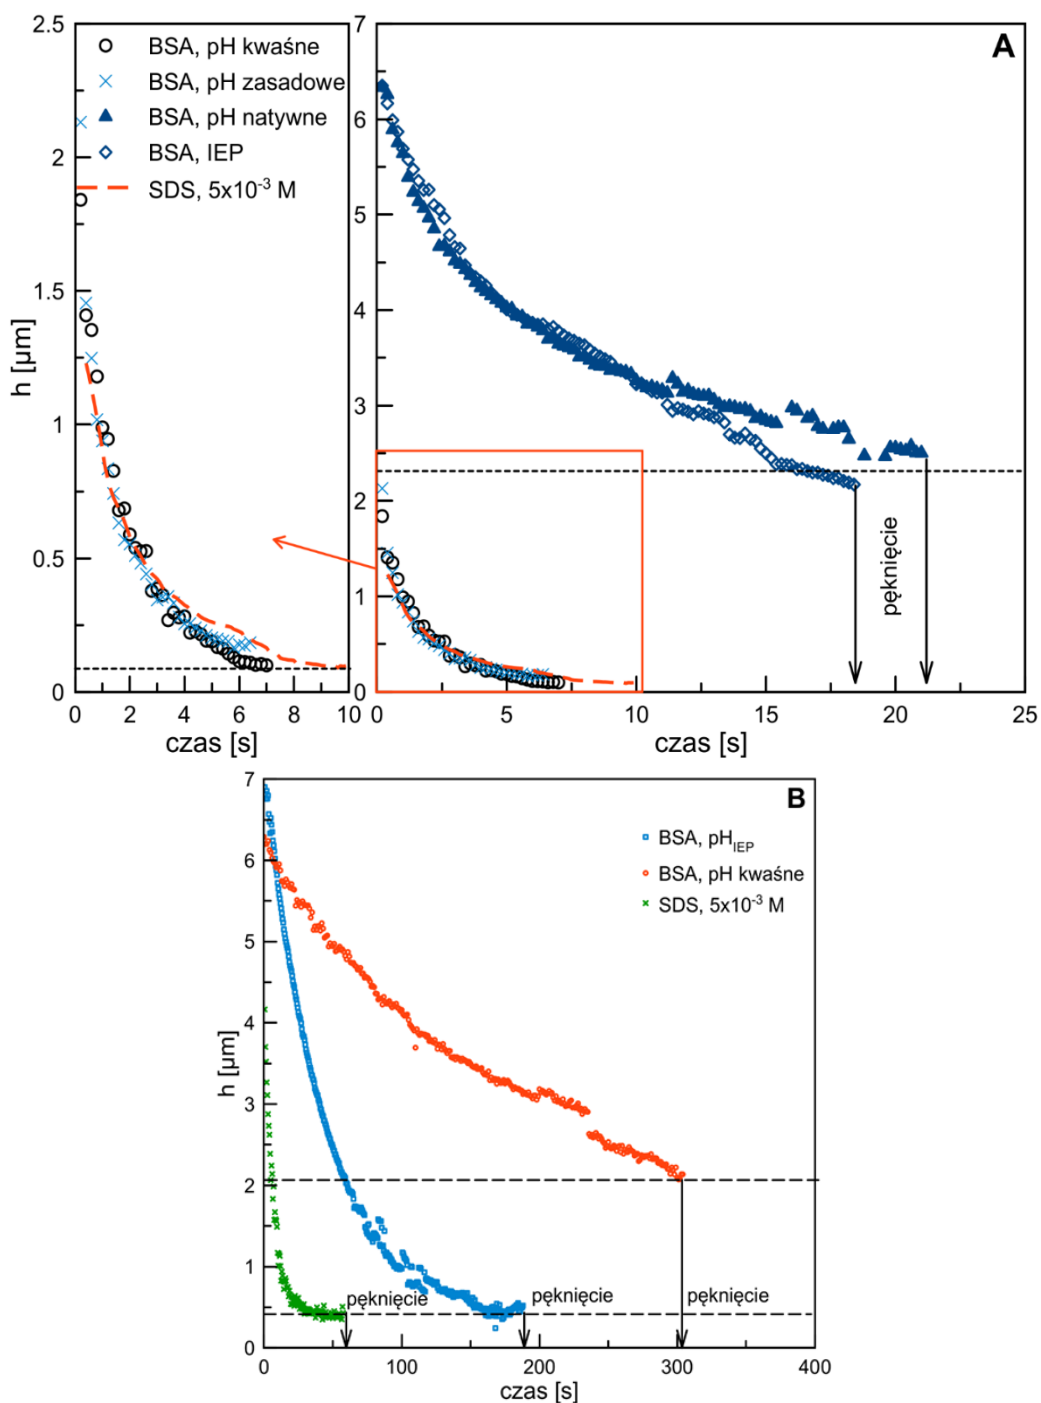 A
2.5
2
1.5
1
0.5
0
h [µm]
BSA, pH kwaśne
BSA, pH zasadowe
BSA, pH natywne
BSA, IEP
SDS, 5x10⁻³ M
0 2 4 6 8 10
czas [s]
7
6
5
4
3
2
1
0
pęknięcie
0 5 10 15 20 25
czas [s]
B
7
6
5
4
3
2
1
0
h [µm]
BSA, pH_IEP
BSA, pH kwaśne
SDS, 5x10⁻³ M
pęknięcie pęknięcie pęknięcie
0 100 200 300 400
czas [s]